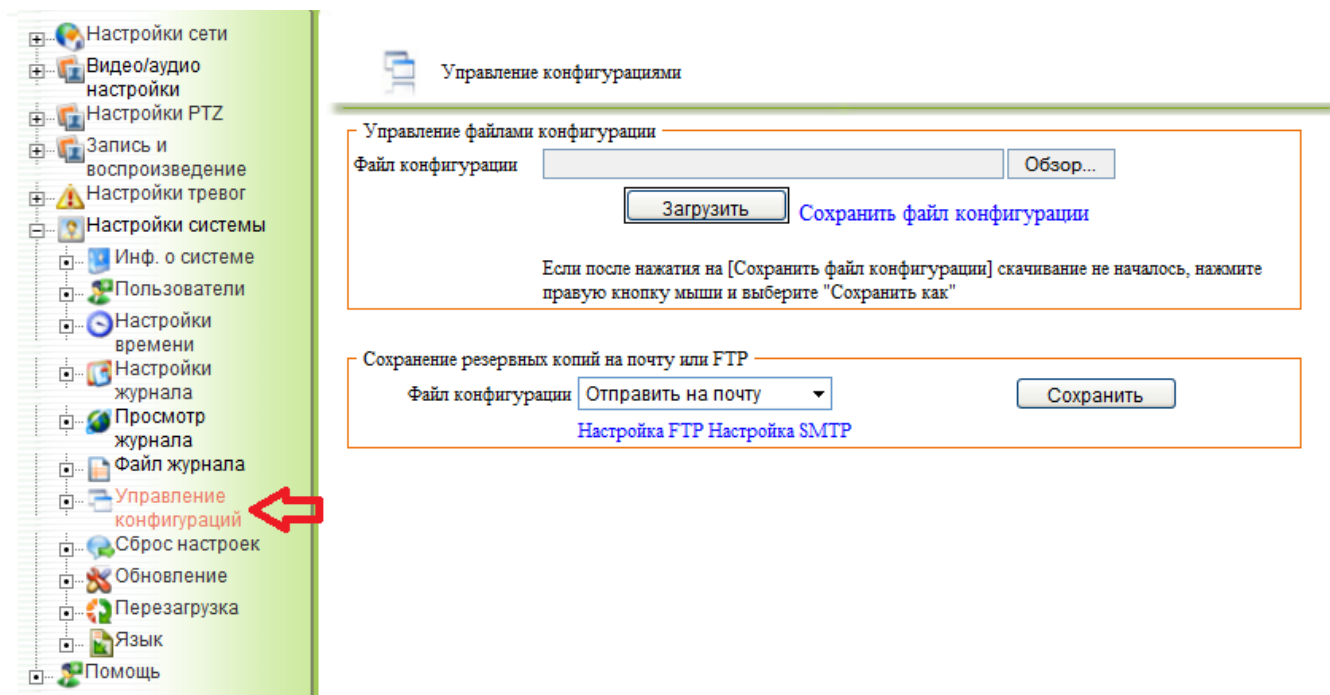 Настройки сети
Видео/аудио
настройки
Настройки PTZ
Запись и
воспроизведение
Настройки тревог
Настройки системы
Инф. о системе
Пользователи
Настройки
времени
Настройки
журнала
Просмотр
журнала
Файл журнала
Управление
конфигураций
Сброс настроек
Обновление
Перезагрузка
Язык
Помощь
Управление конфигурациями
Управление файлами конфигурации
Файл конфигурации Обзор...
Загрузить Сохранить файл конфигурации
Если после нажатия на [Сохранить файл конфигурации] скачивание не началось, нажмите
правую кнопку мыши и выберите "Сохранить как"
Сохранение резервных копий на почту или FTP
Файл конфигурации Отправить на почту Сохранить
Настройка FTP Настройка SMTP